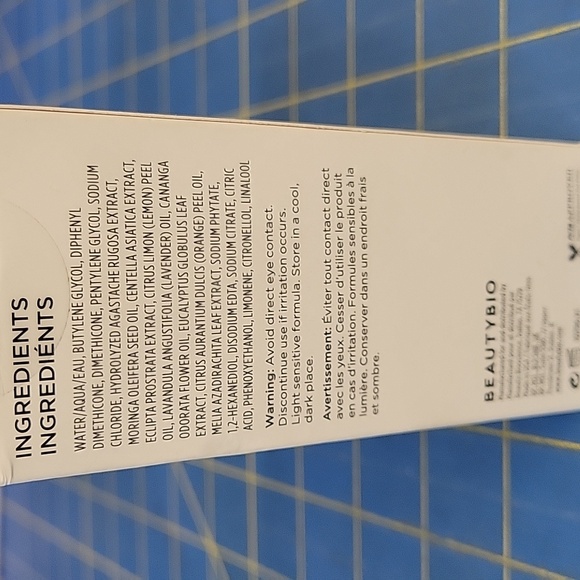 INGREDIENTS
INGRÉDIENTS
WATER/AQUA/EAU, BUTYLENE GLYCOL, DIPHENYL
DIMETHICONE, DIMETHICONE, PENTYLENE GLYCOL, SODIUM
CHLORIDE, HYDROLYZED AGASTACHE RUGOSA EXTRACT,
MORINGA OLEIFERA SEED OIL, CENTELLA ASIATICA EXTRACT,
ECLIPTA PROSTRATA EXTRACT, CITRUS LIMON (LEMON) PEEL
OIL, LAVANDULA ANGUSTIFOLIA (LAVENDER) OIL, CANANGA
ODORATA FLOWER OIL, EUCALYPTUS GLOBULUS LEAF
EXTRACT, CITRUS AURANTIUM DULCIS (ORANGE) PEEL OIL,
MELIA AZADIRACHTA LEAF EXTRACT, SODIUM PHYTATE,
1,2-HEXANEDIOL, DISODIUM EDTA, SODIUM CITRATE, CITRIC
ACID, PHENOXYETHANOL, LIMONENE, CITRONELLOL, LINALOOL
Warning: Avoid direct eye contact.
Discontinue use if irritation occurs.
Light sensitive formula. Store in a cool,
dark place.
Avertissement: Éviter tout contact direct
avec les yeux. Cesser d'utiliser le produit
en cas d'irritation. Formules sensibles à la
lumière. Conserver dans un endroit frais
et sombre.
BEAUTYBIO